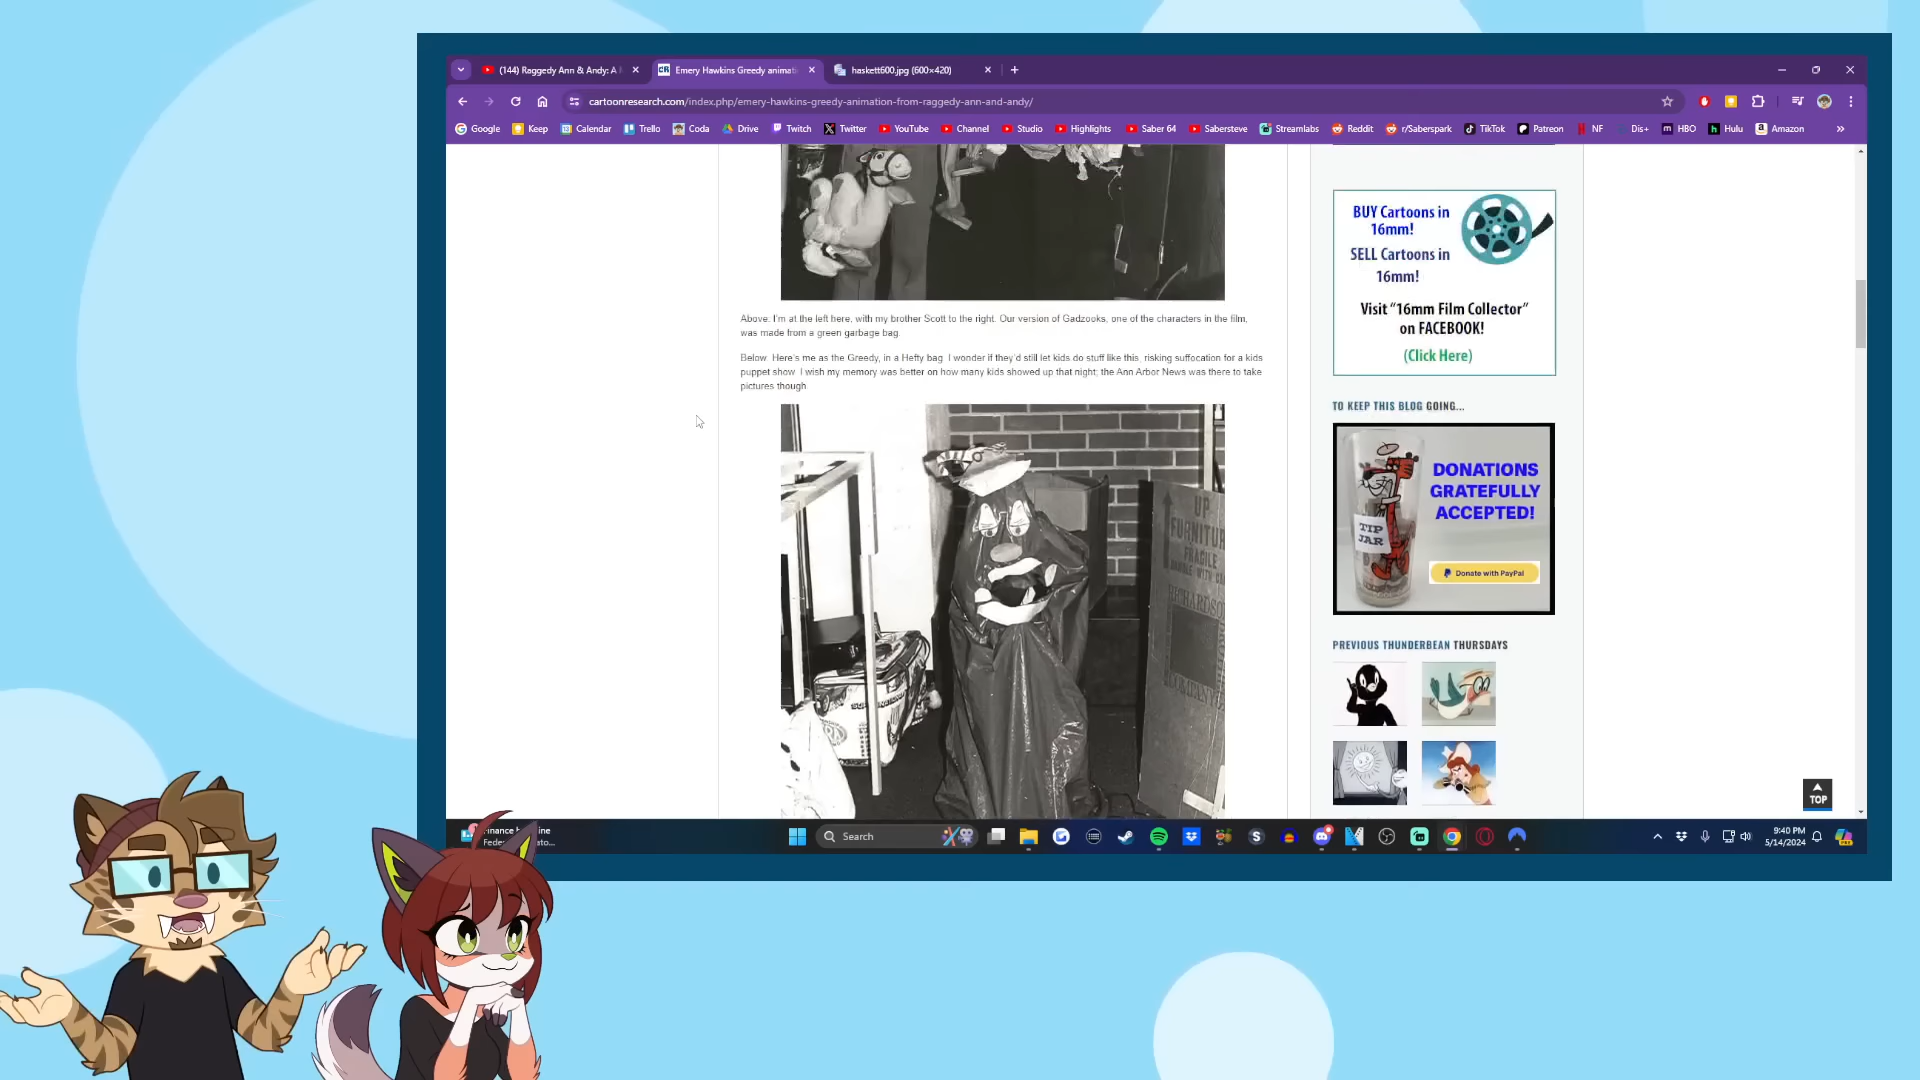 (144) Raggedy Ann & Andy: A
Emery Hawkins Greedy animati
haskett600.jpg (600×420)
cartoonresearch.com/index.php/emery-hawkins-greedy-animation-from-raggedy-ann-and-andy/
Google Keep Calendar Trello Coda Drive Twitch Twitter YouTube Channel Studio Highlights Saber 64 Sabersteve Streamlabs Reddit r/Saberspark TikTok Patreon NF Dis+ HBO Hulu Amazon »
Above: I'm at the left here, with my brother Scott to the right. Our version of Gadzooks, one of the characters in the film,
was made from a green garbage bag.
Below: Here's me as the Greedy, in a Hefty bag. I wonder if they'd still let kids do stuff like this, risking suffocation for a kids
puppet show. I wish my memory was better on how many kids showed up that night; the Ann Arbor News was there to take
pictures though.
UP
FURNITUR
FRAGILE
HANDLE WITH CA
RICHARDSO
BUY Cartoons in
16mm!
SELL Cartoons in
16mm!
Visit “16mm Film Collector”
on FACEBOOK!
(Click Here)
TO KEEP THIS BLOG GOING...
TIP
JAR
DONATIONS
GRATEFULLY
ACCEPTED!
Donate with PayPal
PREVIOUS THUNDERBEAN THURSDAYS
TOP
Search
9:40 PM
5/14/2024